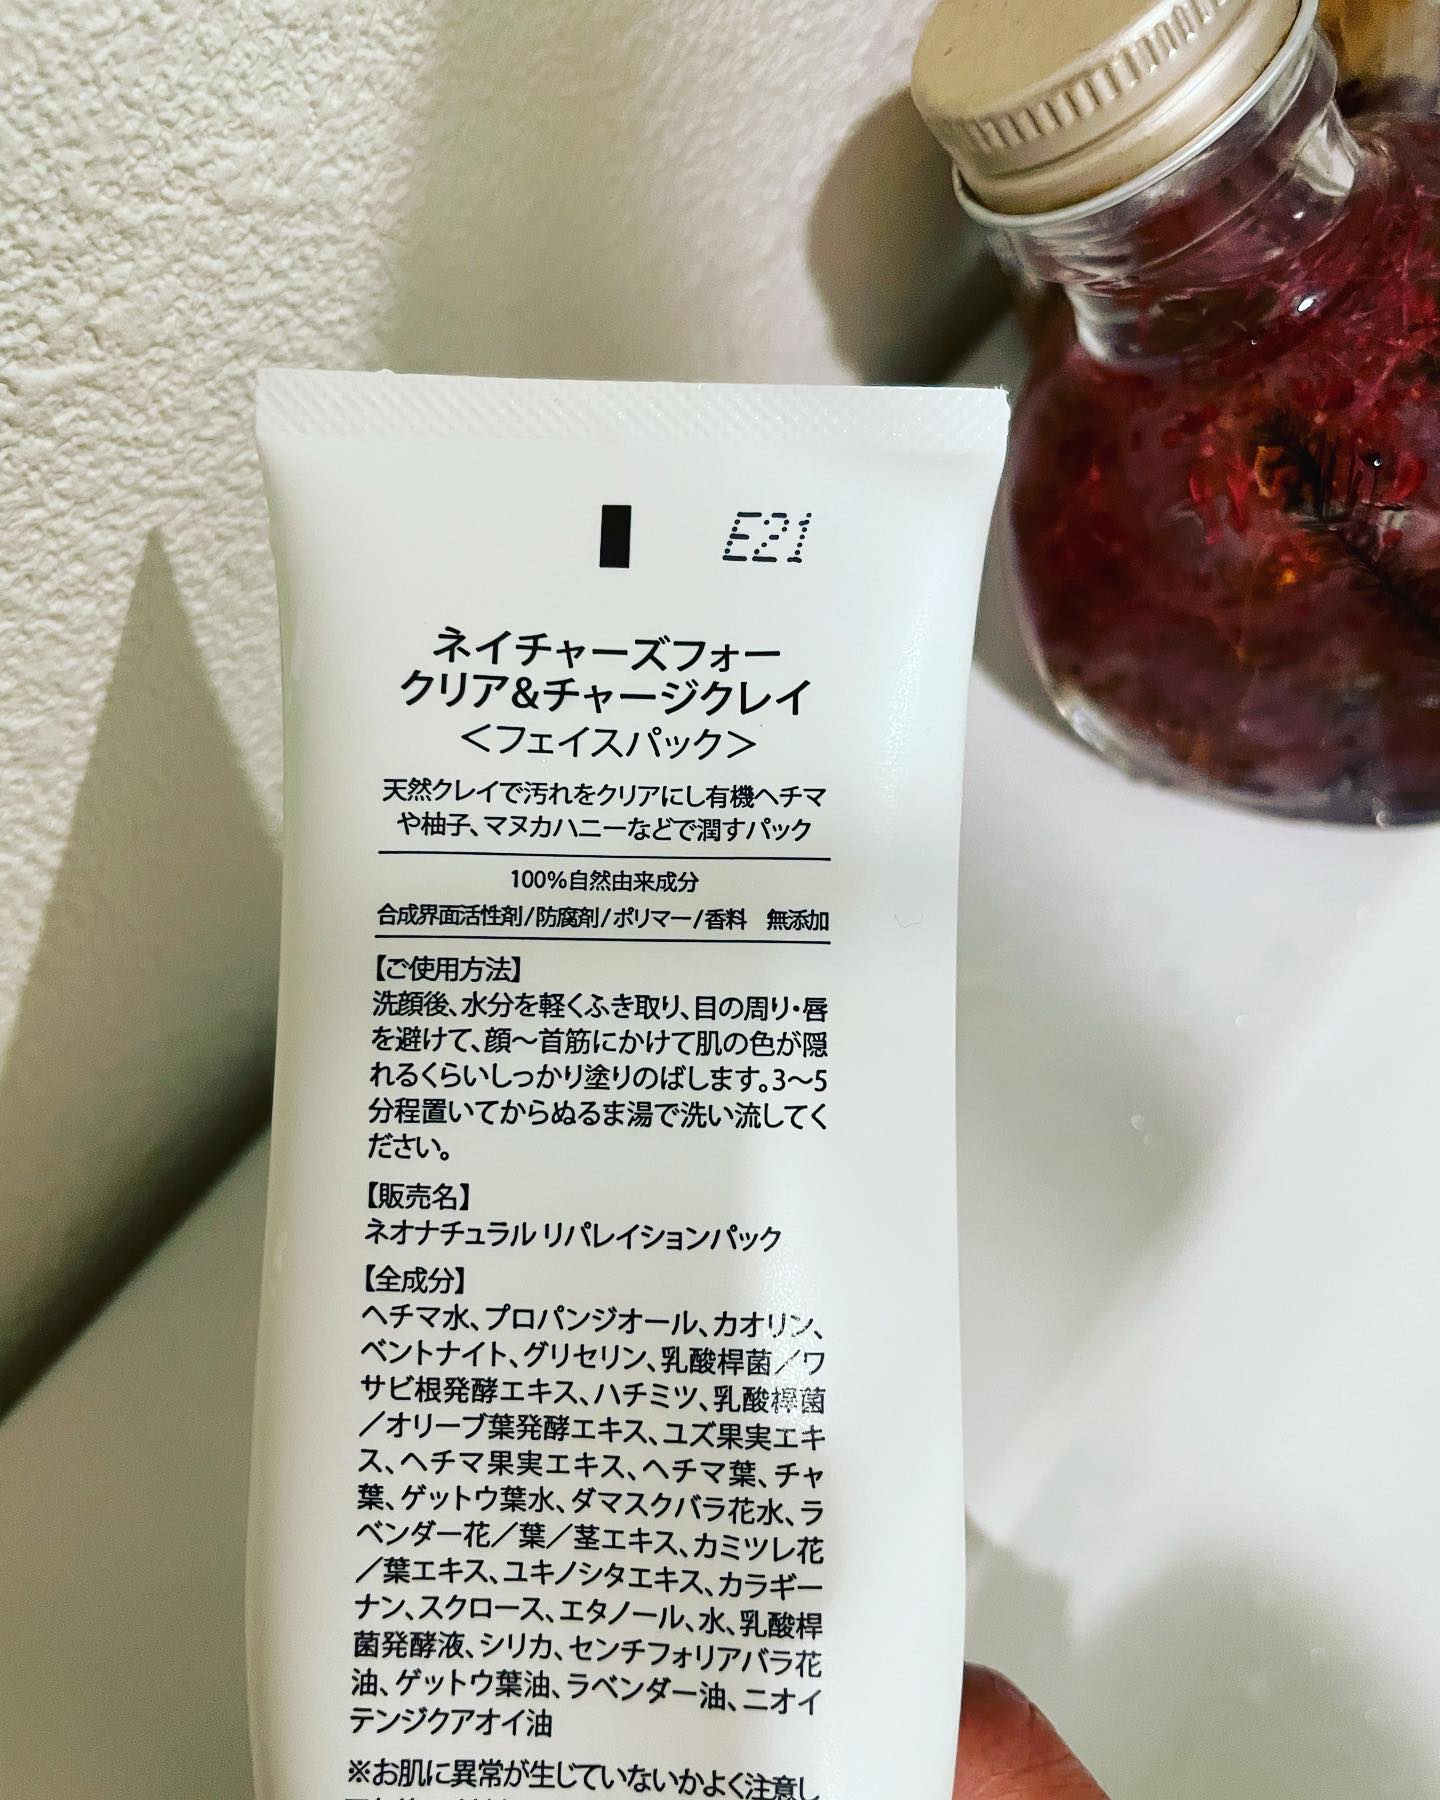 E21
ネイチャーズフォー
クリア&チャージクレイ
＜フェイスパック＞
天然クレイで汚れをクリアにし有機ヘチマ
や柚子、マヌカハニーなどで潤すパック
100%自然由来成分
合成界面活性剤/防腐剤/ポリマー/香料　無添加
【ご使用方法】
洗顔後、水分を軽くふき取り、目の周り・唇
を避けて、顔〜首筋にかけて肌の色が隠
れるくらいしっかり塗りのばします。3〜5
分程置いてからぬるま湯で洗い流してく
ださい。
【販売名】
ネオナチュラル リパレイションパック
【全成分】
ヘチマ水、プロパンジオール、カオリン、
ベントナイト、グリセリン、乳酸桿菌／ワ
サビ根発酵エキス、ハチミツ、乳酸桿菌
／オリーブ葉発酵エキス、ユズ果実エキ
ス、ヘチマ果実エキス、ヘチマ葉、チャ
葉、ゲットウ葉水、ダマスクバラ花水、ラ
ベンダー花／葉／茎エキス、カミツレ花
／葉エキス、ユキノシタエキス、カラギー
ナン、スクロース、エタノール、水、乳酸桿
菌発酵液、シリカ、センチフォリアバラ花
油、ゲットウ葉油、ラベンダー油、ニオイ
テンジクアオイ油
※お肌に異常が生じていないかよく注意し